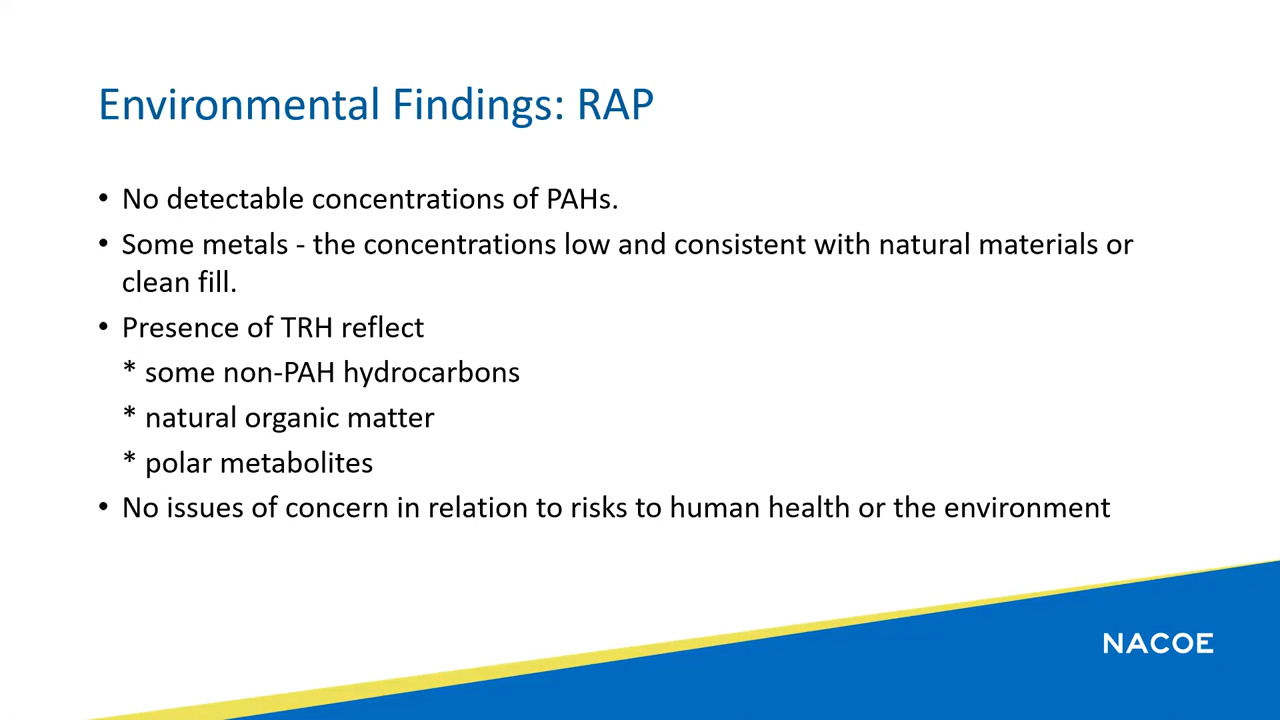 Environmental Findings: RAP
• No detectable concentrations of PAHs.
• Some metals - the concentrations low and consistent with natural materials or
clean fill.
• Presence of TRH reflect
* some non-PAH hydrocarbons
* natural organic matter
* polar metabolites
• No issues of concern in relation to risks to human health or the environment
NACOE